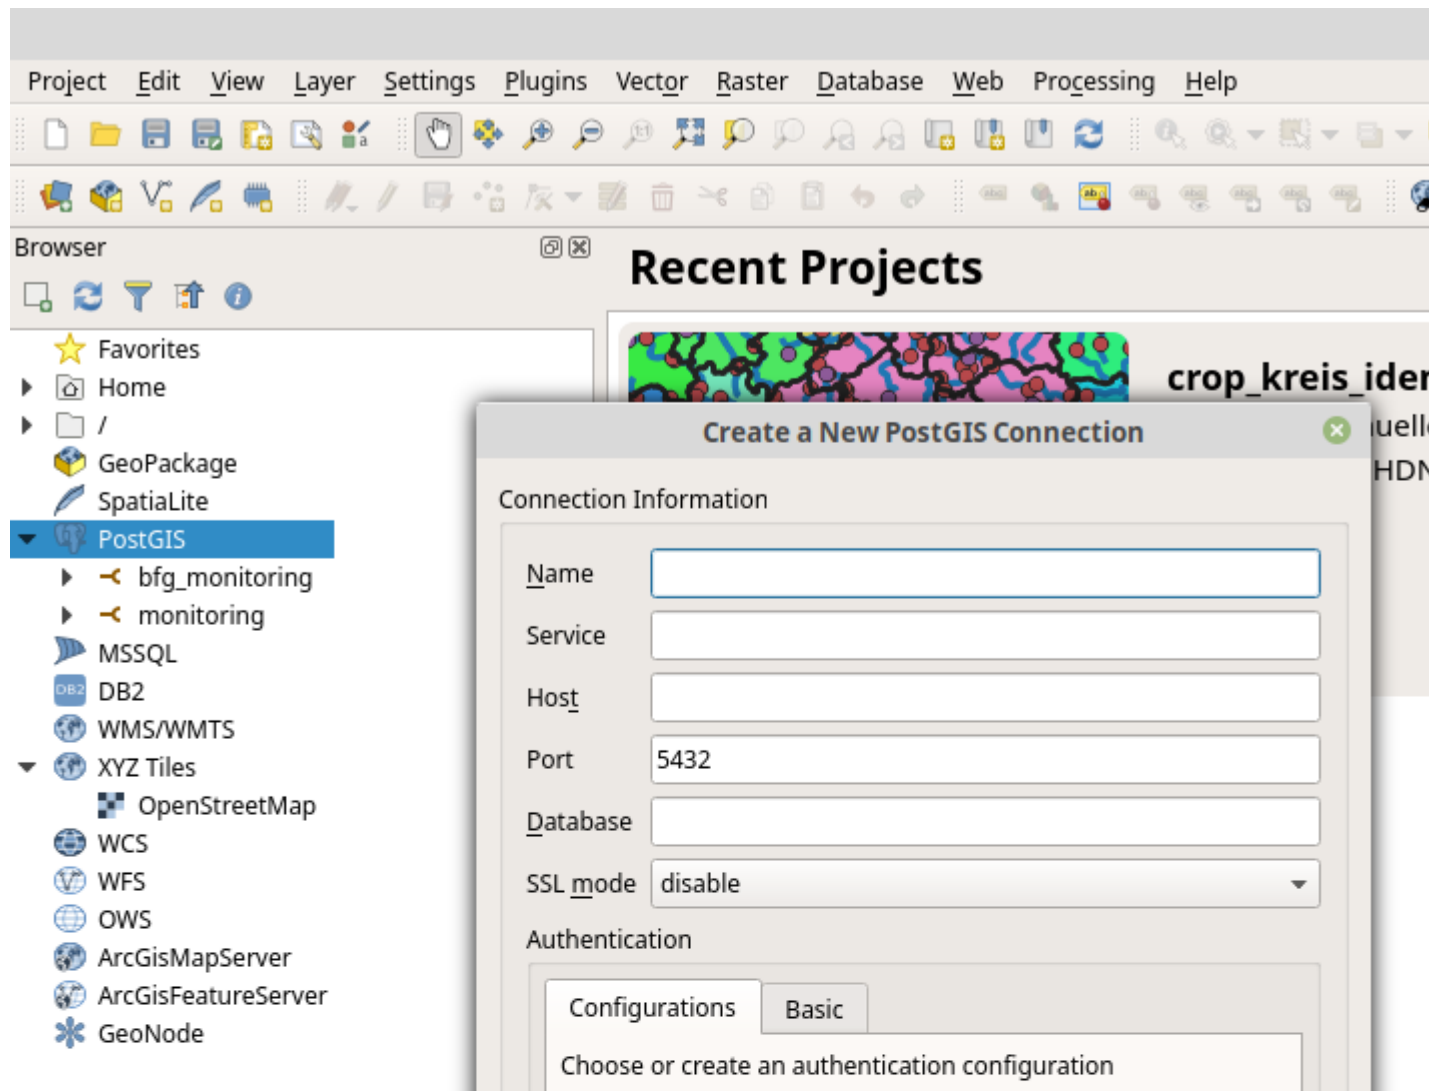 Project Edit View Layer Settings Plugins Vector Raster Database Web Processing Help
Browser
Recent Projects
Favorites
Home
/
GeoPackage
SpatiaLite
PostGIS
bfg_monitoring
monitoring
MSSQL
DB2
DB2
WMS/WMTS
XYZ Tiles
OpenStreetMap
WCS
WFS
OWS
ArcGisMapServer
ArcGisFeatureServer
GeoNode
crop_kreis_iden
HDN
Create a New PostGIS Connection
Connection Information
Name
Service
Host
Port 5432
Database
SSL mode disable
Authentication
Configurations Basic
Choose or create an authentication configuration